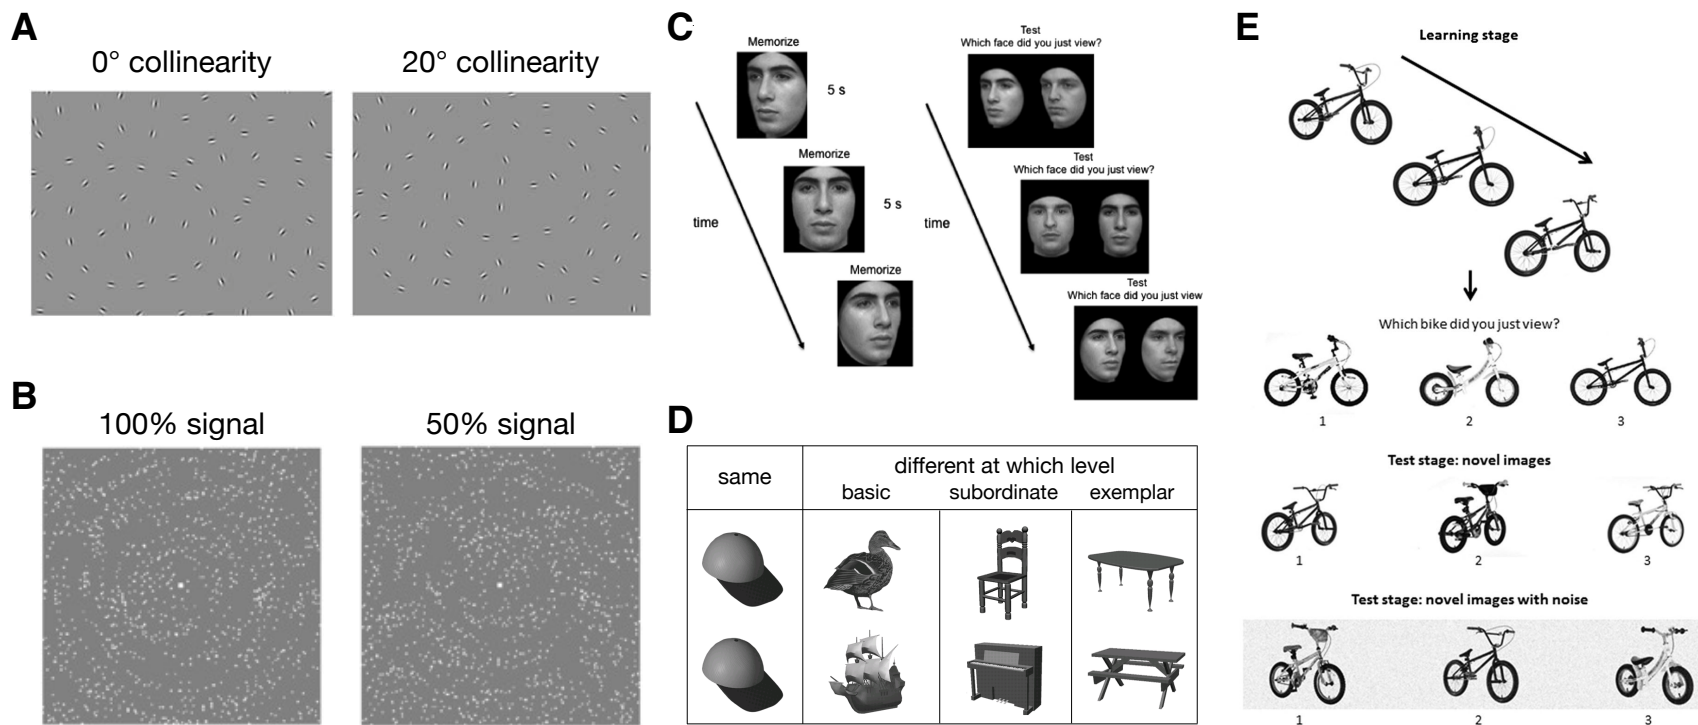 A
0° collinearity
20° collinearity
B
100% signal
50% signal
C
Memorize
5 s
Memorize
5 s
Memorize
time
Test
Which face did you just view?
Test
Which face did you just view?
Test
Which face did you just view
time
D
same
different at which level
basic
subordinate
exemplar
E
Learning stage
Which bike did you just view?
1
2
3
Test stage: novel images
1
2
3
Test stage: novel images with noise
1
2
3